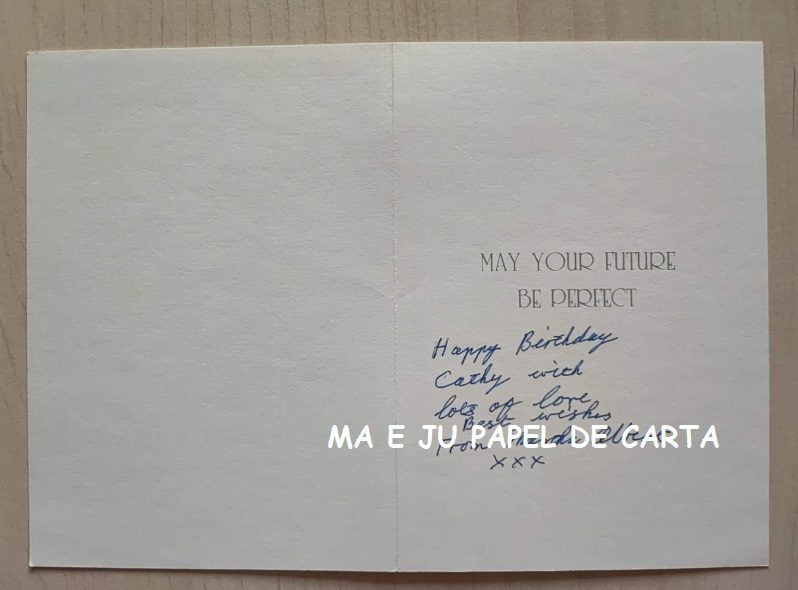 MAY YOUR FUTURE
BE PERFECT
Happy Birthday
Cathy with
lots of love
Best wishes
From
xxx
MA E JU PAPEL DE CARTA